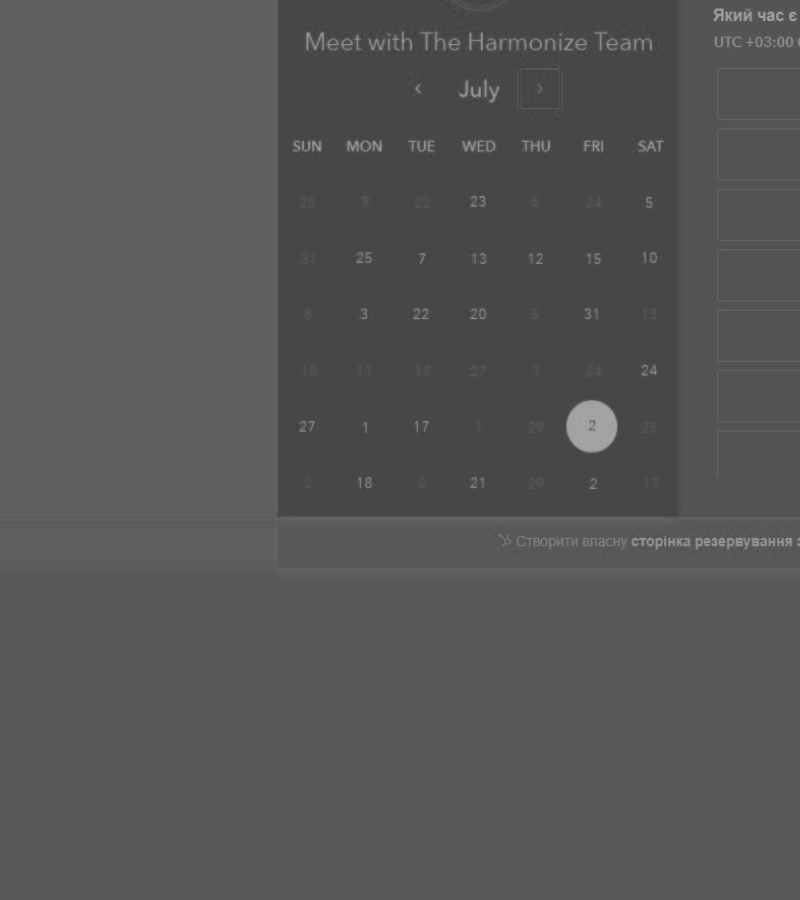 Який час є
Meet with The Harmonize Team
UTC +03:00
‹ July ›
SUN MON TUE WED THU FRI SAT
25 9 22 23 4 24 5
31 25 7 13 12 15 10
8 3 22 20 5 31 13
10 11 17 27 1 24 24
27 1 17 1 29 2 25
2 18 2 21 29 2 17
Створити власну сторінка резервування